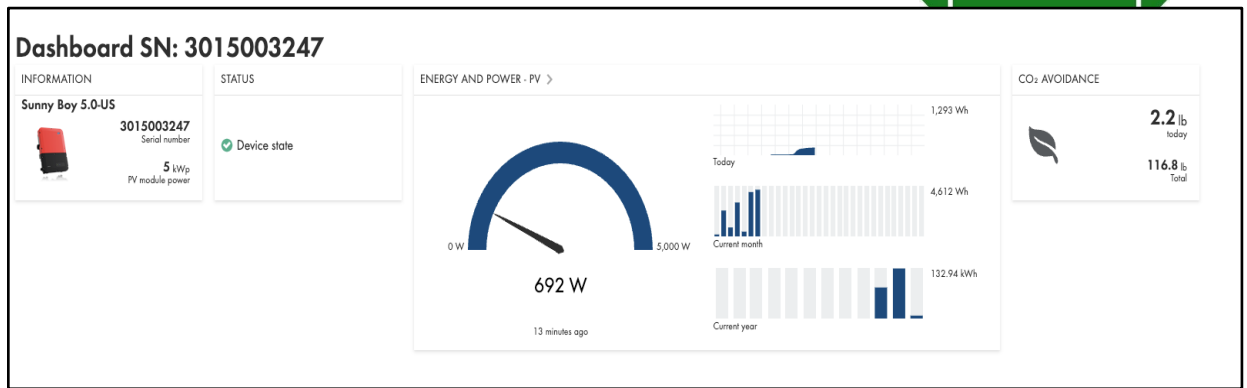 Dashboard SN: 3015003247
INFORMATION
Sunny Boy 5.0-US
3015003247
Serial number
5 kWp
PV module power
STATUS
Device state
ENERGY AND POWER - PV >
0 W
5,000 W
692 W
13 minutes ago
1,293 Wh
Today
4,612 Wh
Current month
132.94 kWh
Current year
CO₂ AVOIDANCE
2.2 lb
today
116.8 lb
Total